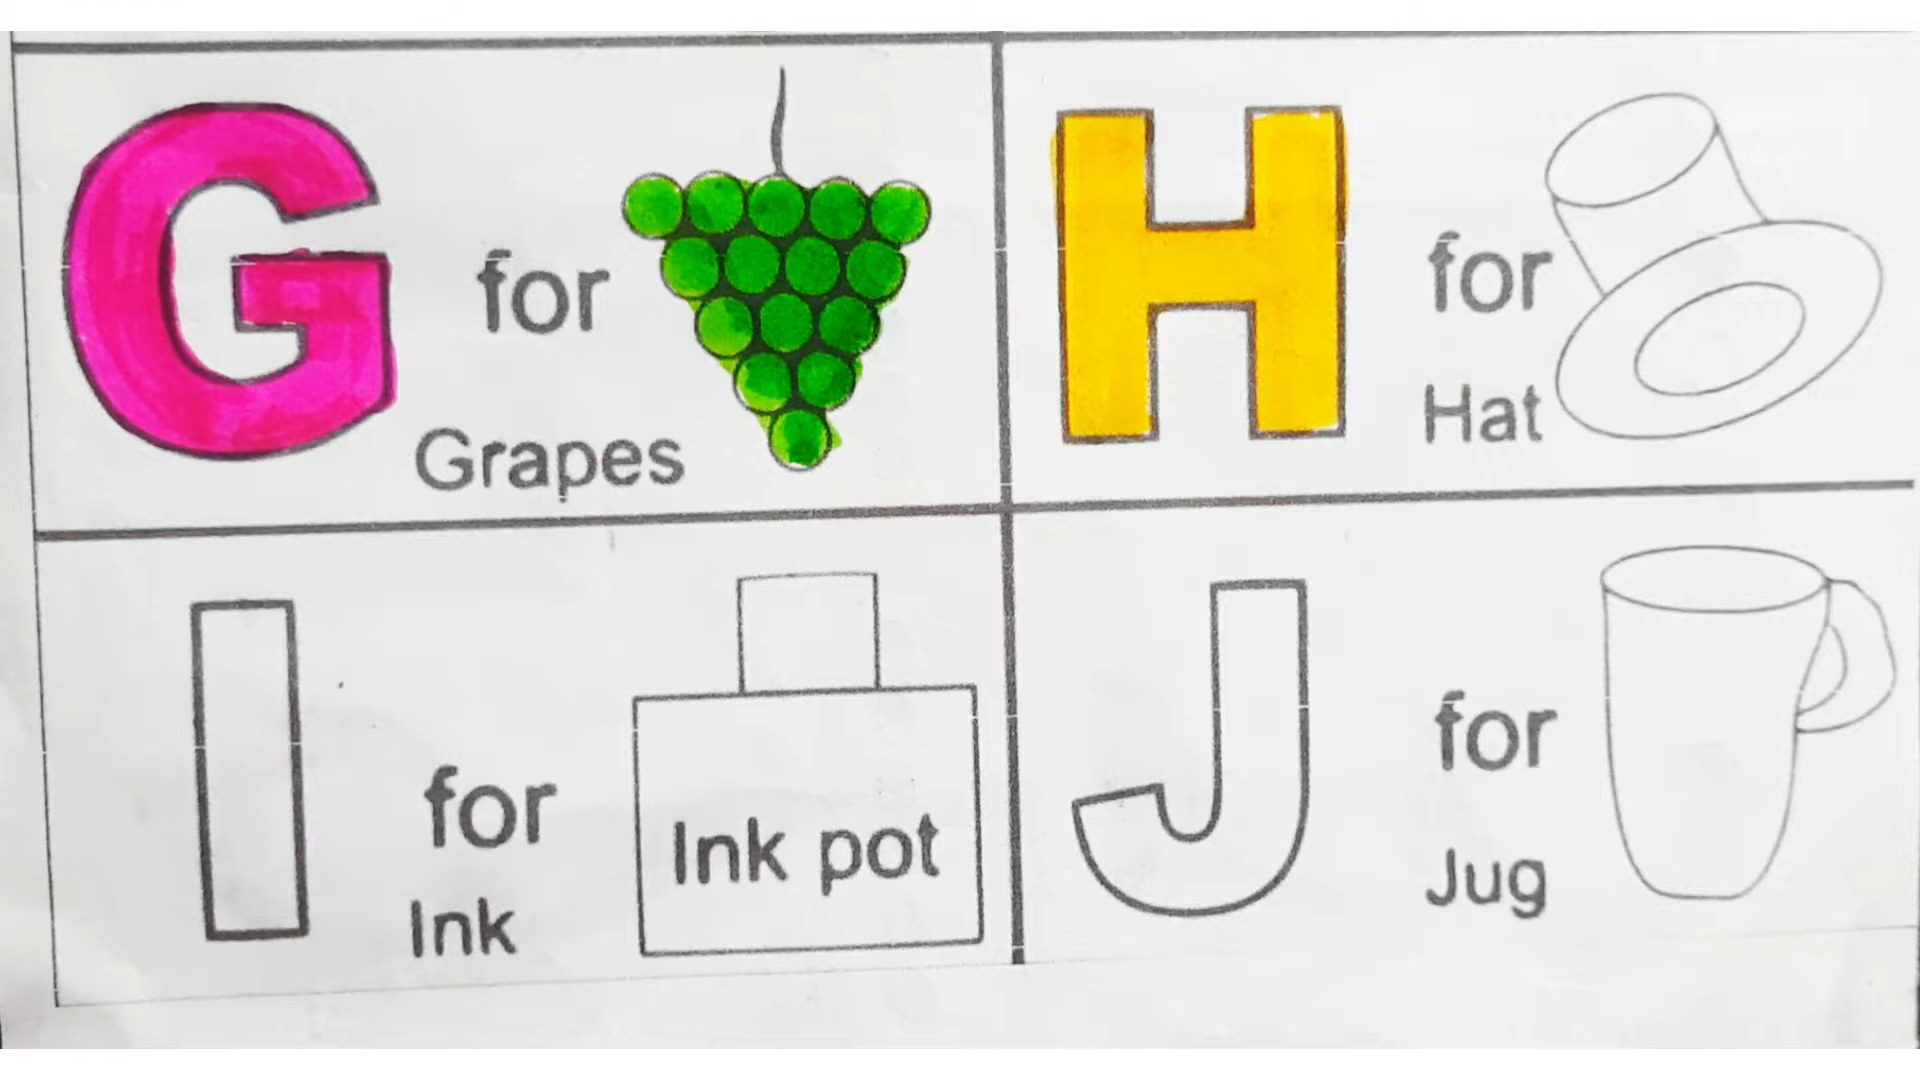 G for
Grapes
H for
Hat
I for
Ink
Ink pot
J for
Jug